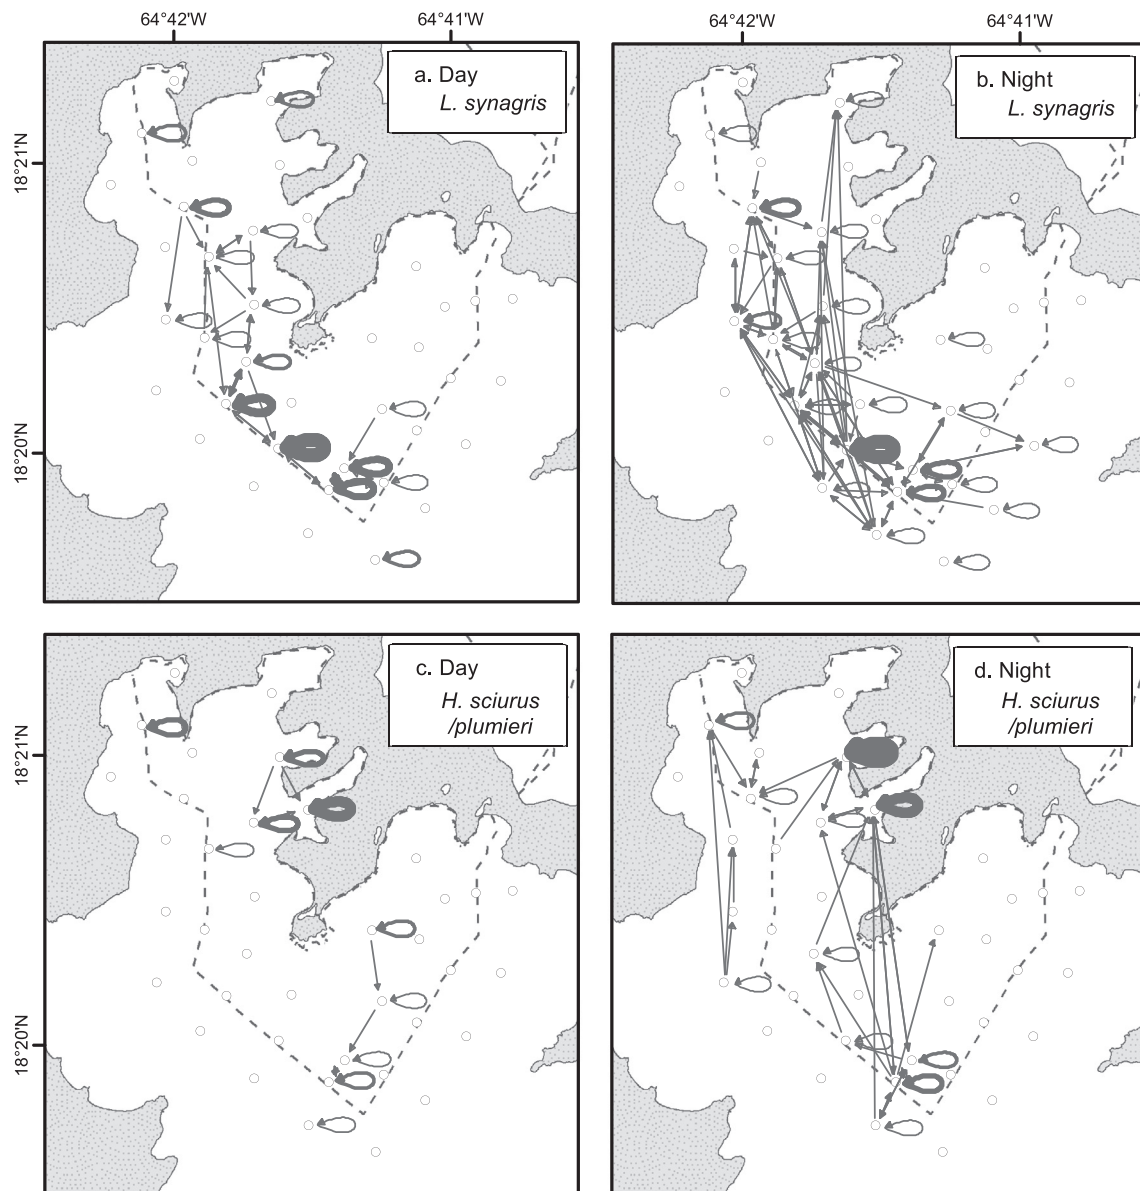 64°42'W 64°41'W 64°42'W 64°41'W
a. Day
L. synagris
b. Night
L. synagris
18°21'N
18°20'N
c. Day
H. sciurus
/plumieri
d. Night
H. sciurus
/plumieri
18°21'N
18°20'N